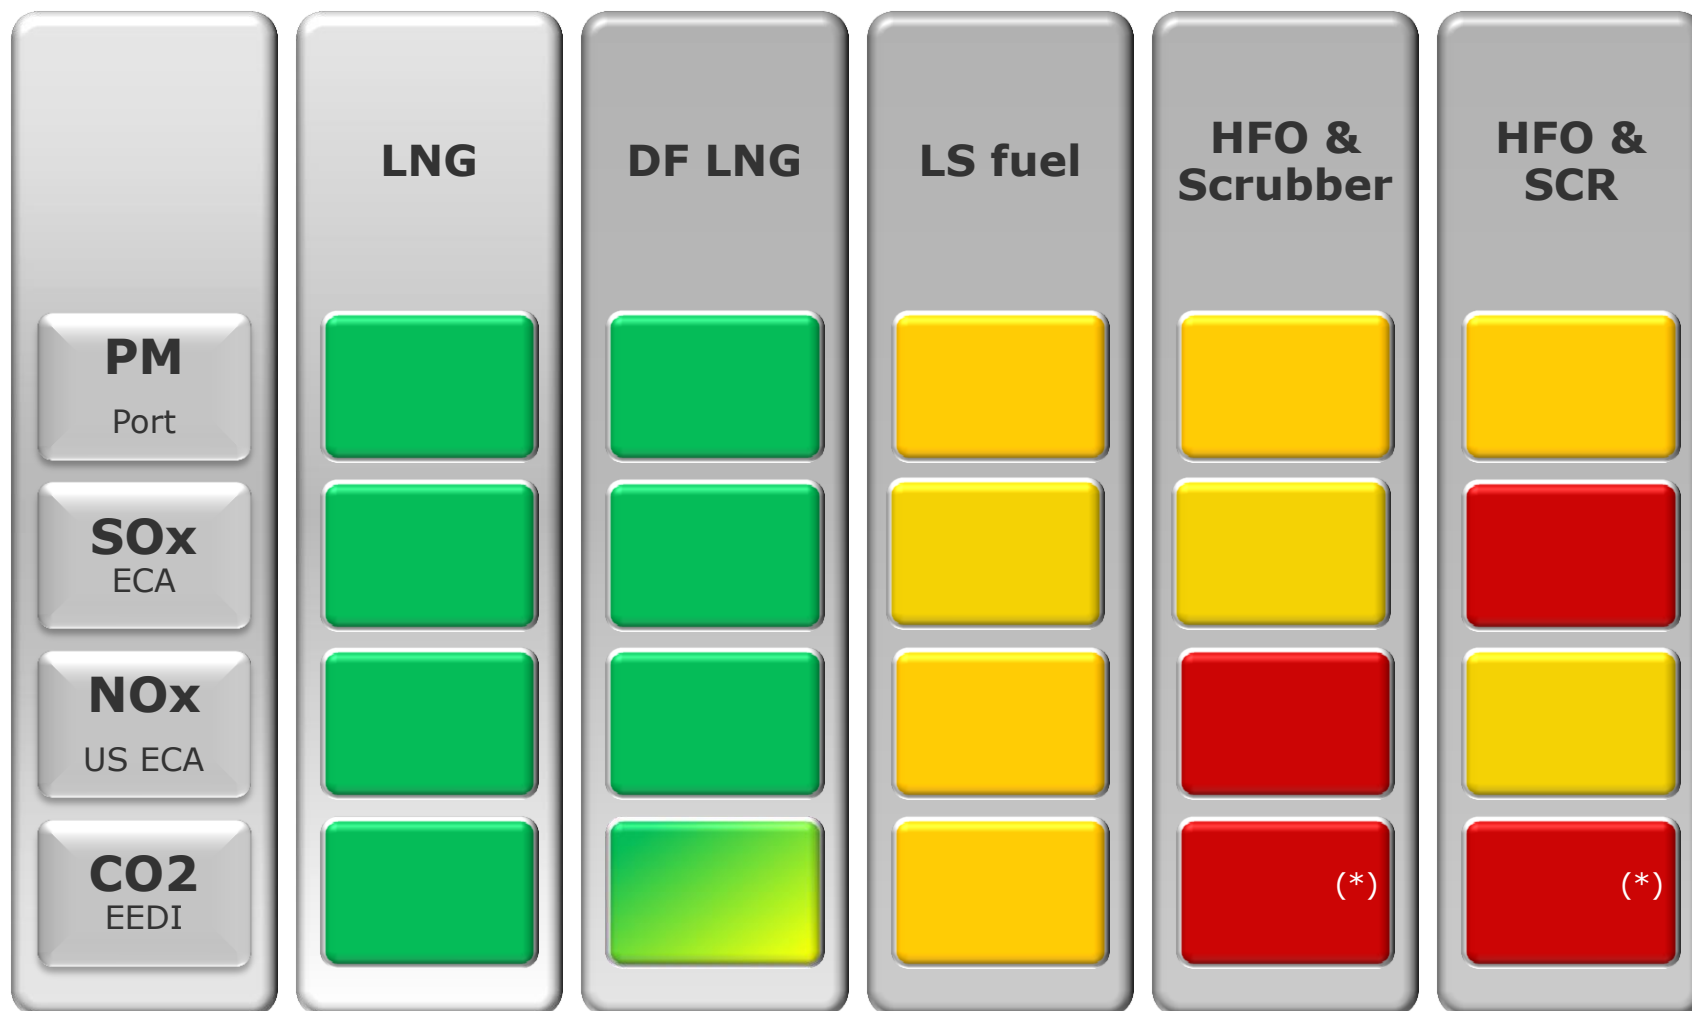 LNG
DF LNG
LS fuel
HFO &
Scrubber
HFO &
SCR
PM
Port
SOx
ECA
NOx
US ECA
CO2
EEDI
(*)
(*)